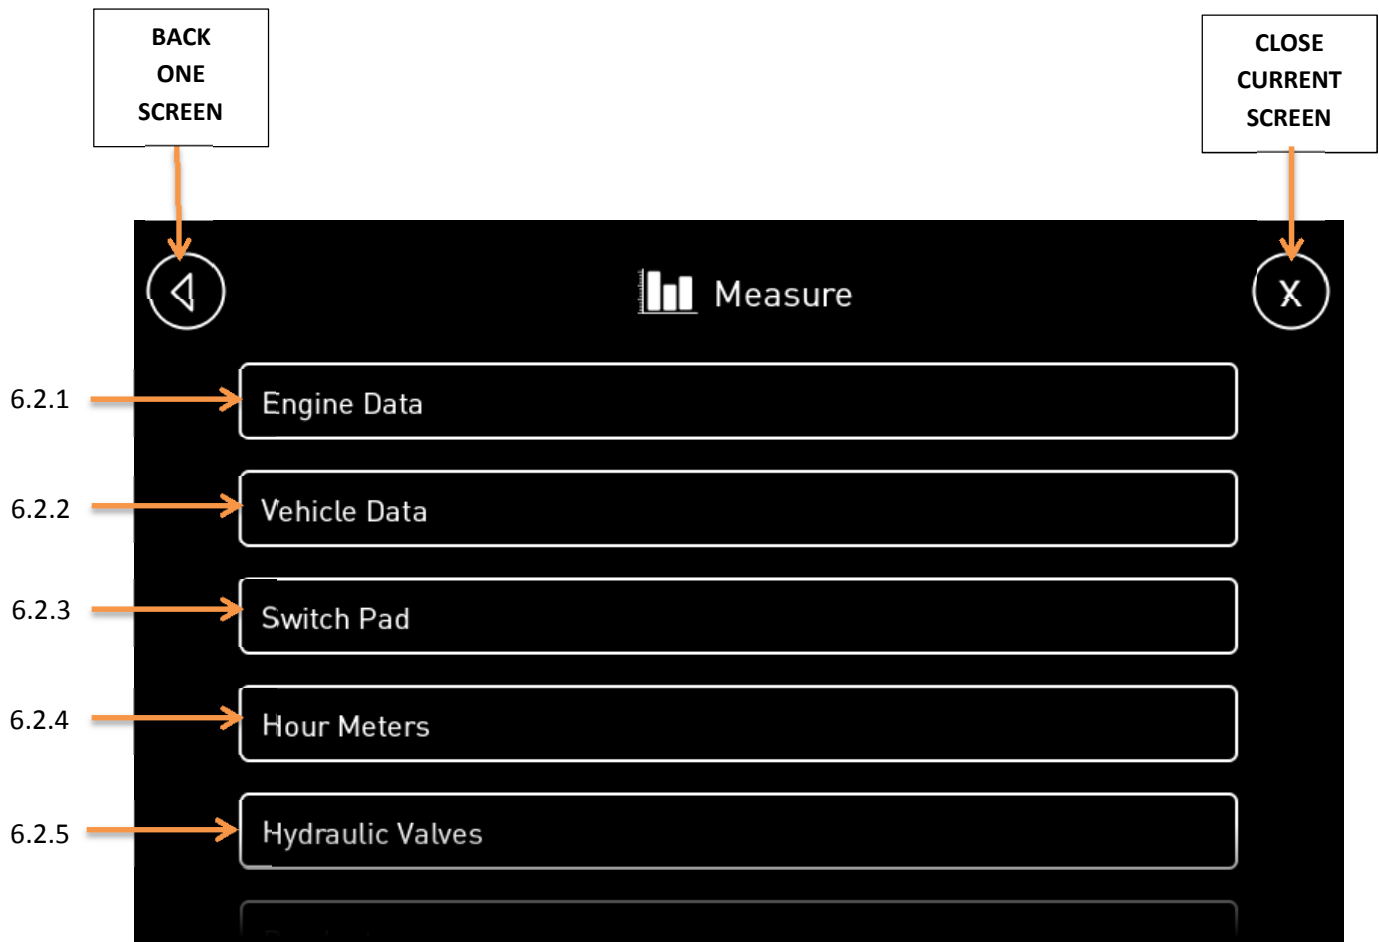 BACK
ONE
SCREEN
CLOSE
CURRENT
SCREEN
Measure
X
6.2.1 Engine Data
6.2.2 Vehicle Data
6.2.3 Switch Pad
6.2.4 Hour Meters
6.2.5 Hydraulic Valves